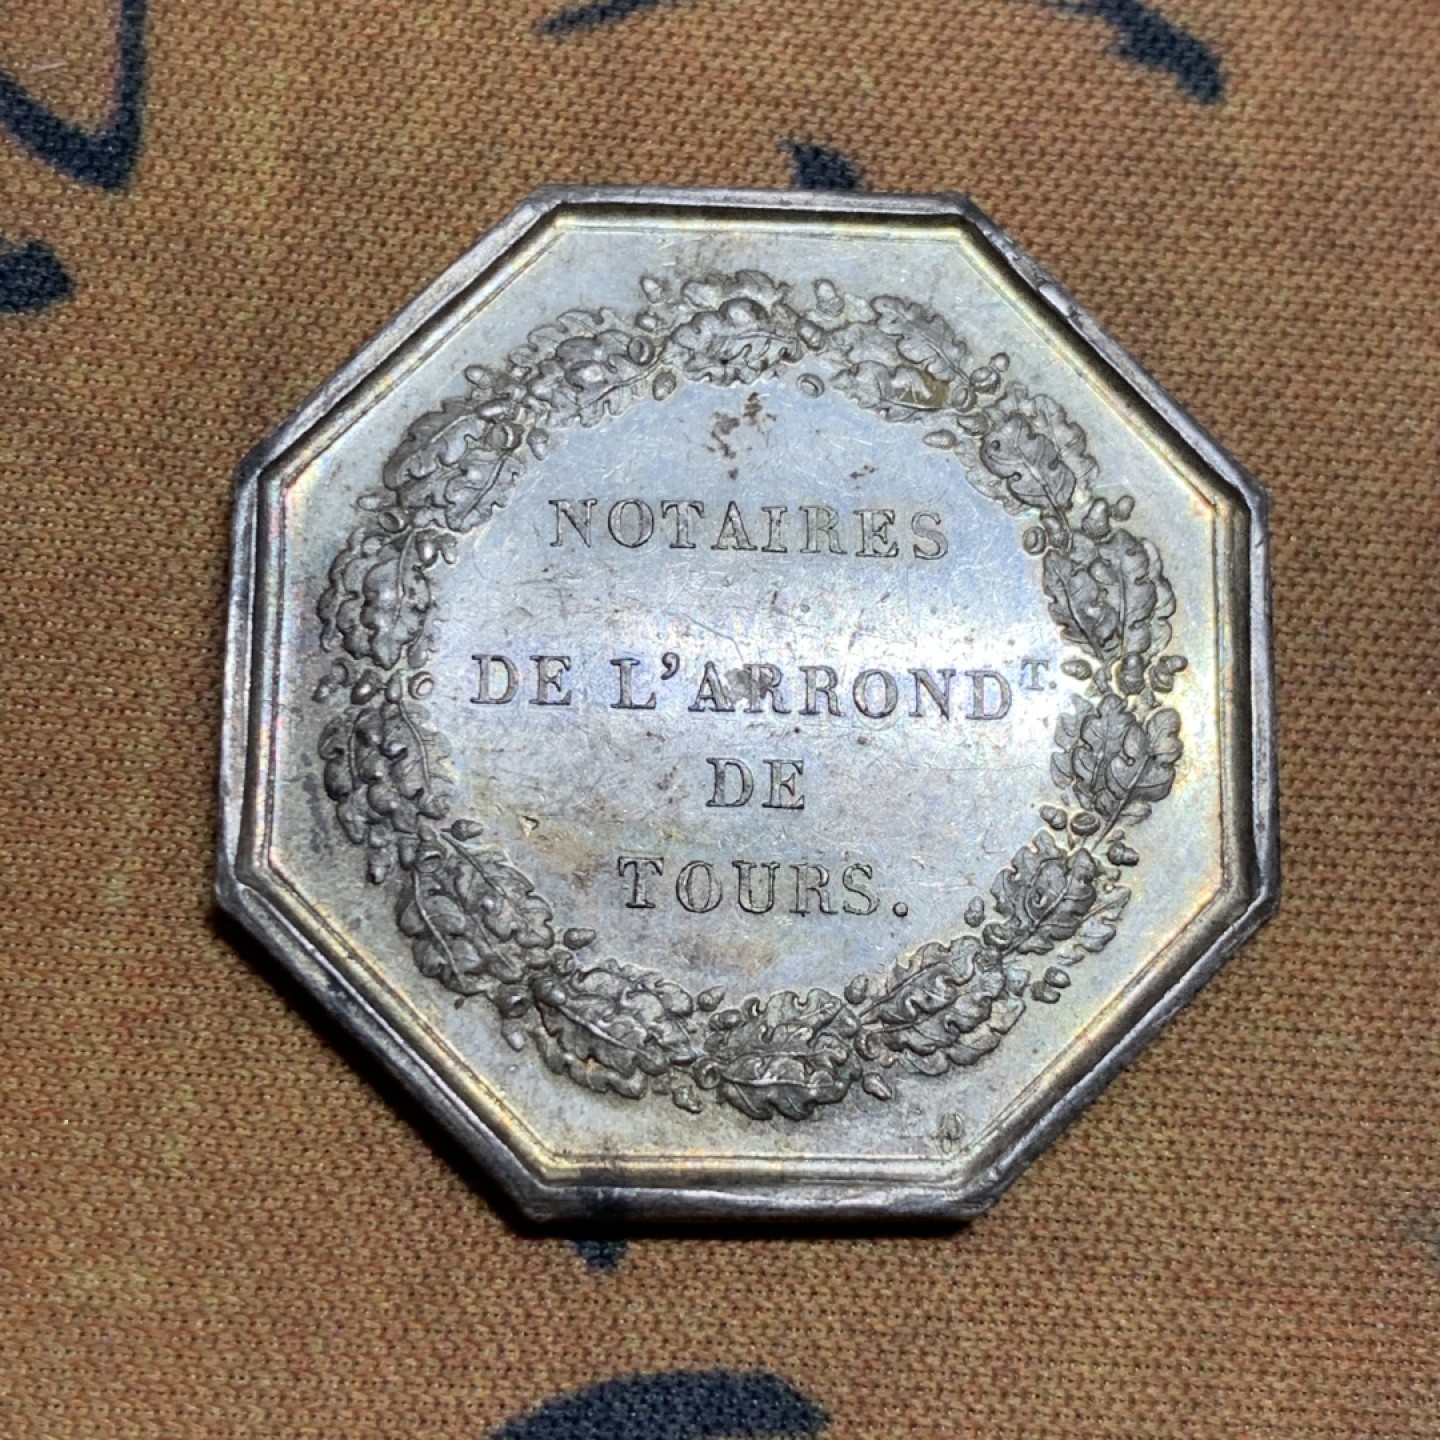 NOTAIRES
DE L'ARRONDT.
DE
TOURS.